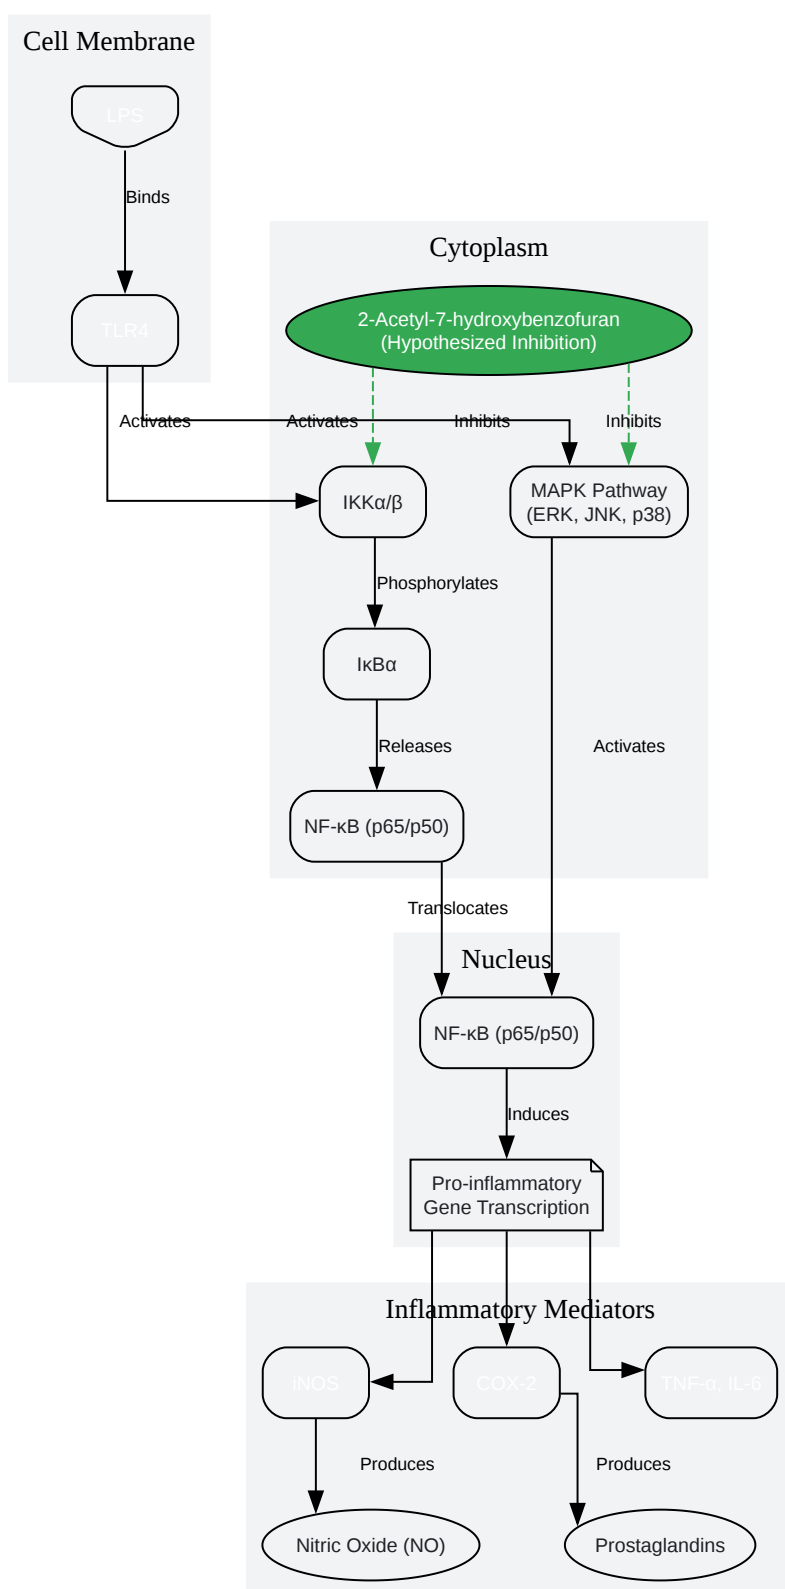 Cell Membrane
LPS
Binds
TLR4
Cytoplasm
2-Acetyl-7-hydroxybenzofuran
(Hypothesized Inhibition)
Activates
Activates
Inhibits
Inhibits
IKKα/β
MAPK Pathway
(ERK, JNK, p38)
Phosphorylates
IκBα
Releases
Activates
NF-κB (p65/p50)
Translocates
Nucleus
NF-κB (p65/p50)
Induces
Pro-inflammatory
Gene Transcription
Inflammatory Mediators
iNOS
COX-2
TNF-α, IL-6
Produces
Produces
Nitric Oxide (NO)
Prostaglandins